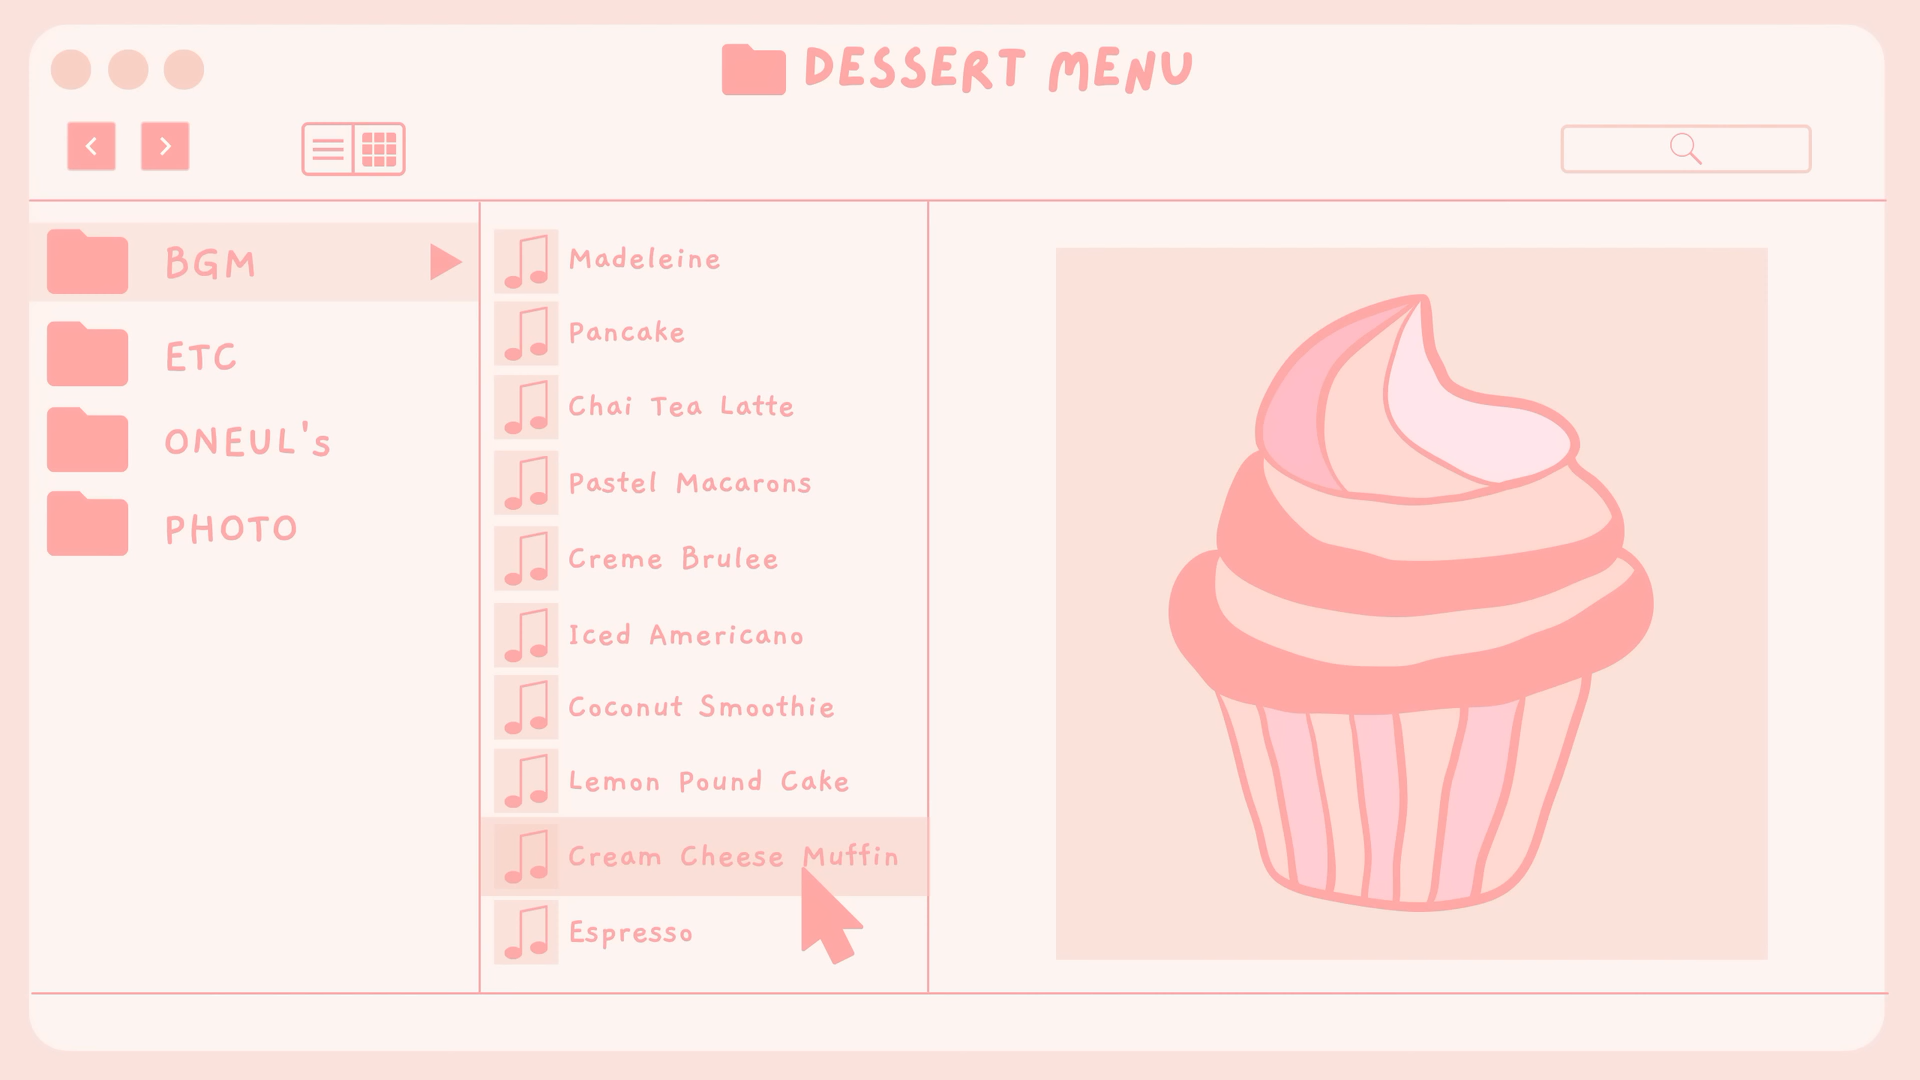 DESSERT MENU
BGM
ETC
ONEUL's
PHOTO
Madeleine
Pancake
Chai Tea Latte
Pastel Macarons
Creme Brulee
Iced Americano
Coconut Smoothie
Lemon Pound Cake
Cream Cheese Muffin
Espresso